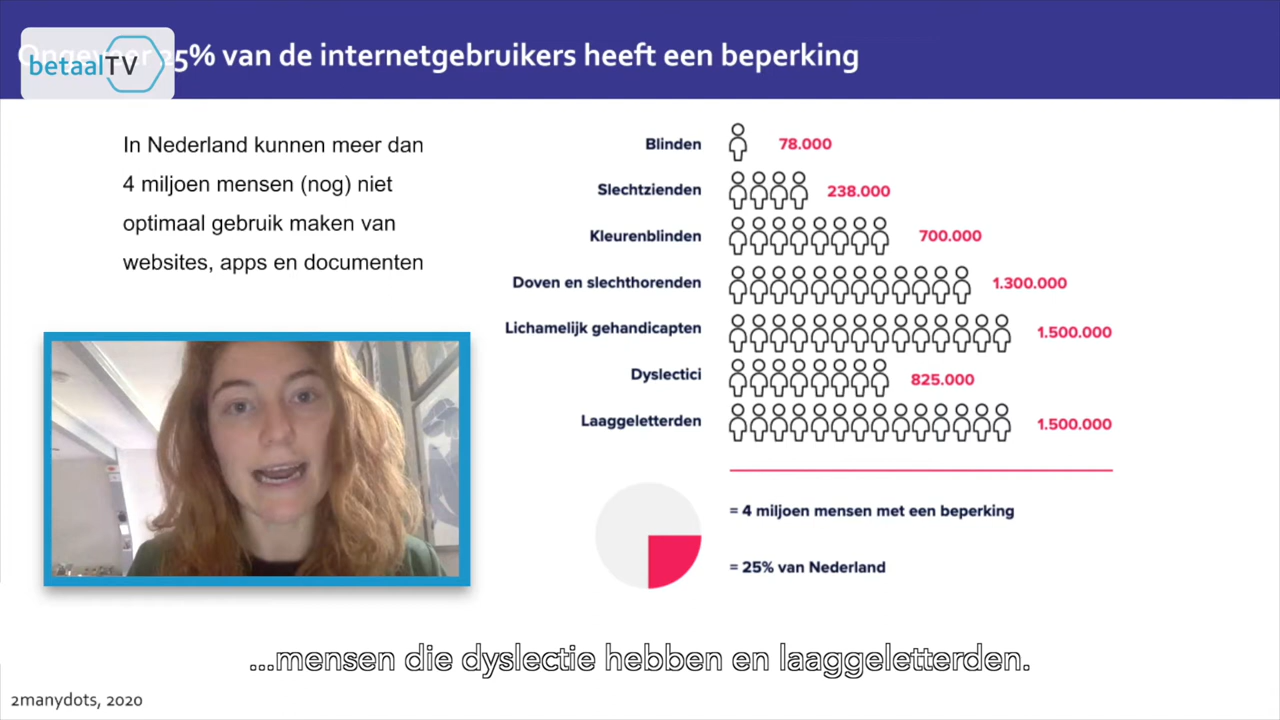 Ongeveer 25% van de internetgebruikers heeft een beperking
betaalTV
In Nederland kunnen meer dan
4 miljoen mensen (nog) niet
optimaal gebruik maken van
websites, apps en documenten
Blinden 78.000
Slechtzienden 238.000
Kleurenblinden 700.000
Doven en slechthorenden 1.300.000
Lichamelijk gehandicapten 1.500.000
Dyslectici 825.000
Laaggeletterden 1.500.000
= 4 miljoen mensen met een beperking
= 25% van Nederland
...mensen die dyslectie hebben en laaggeletterden.
2manydots, 2020